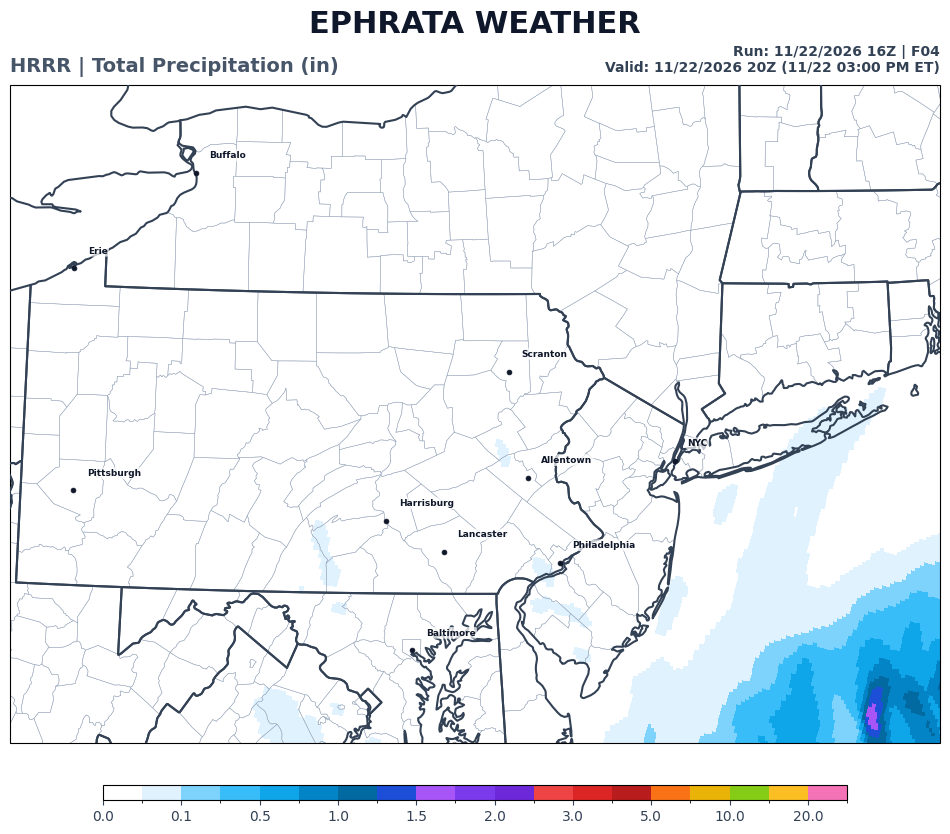 EPHRATA WEATHER
HRRR | Total Precipitation (in)
Run: 11/22/2026 16Z | F04
Valid: 11/22/2026 20Z (11/22 03:00 PM ET)
Buffalo
Erie
Scranton
NYC
Allentown
Pittsburgh
Harrisburg
Lancaster
Philadelphia
Baltimore
0.0 0.1 0.5 1.0 1.5 2.0 3.0 5.0 10.0 20.0